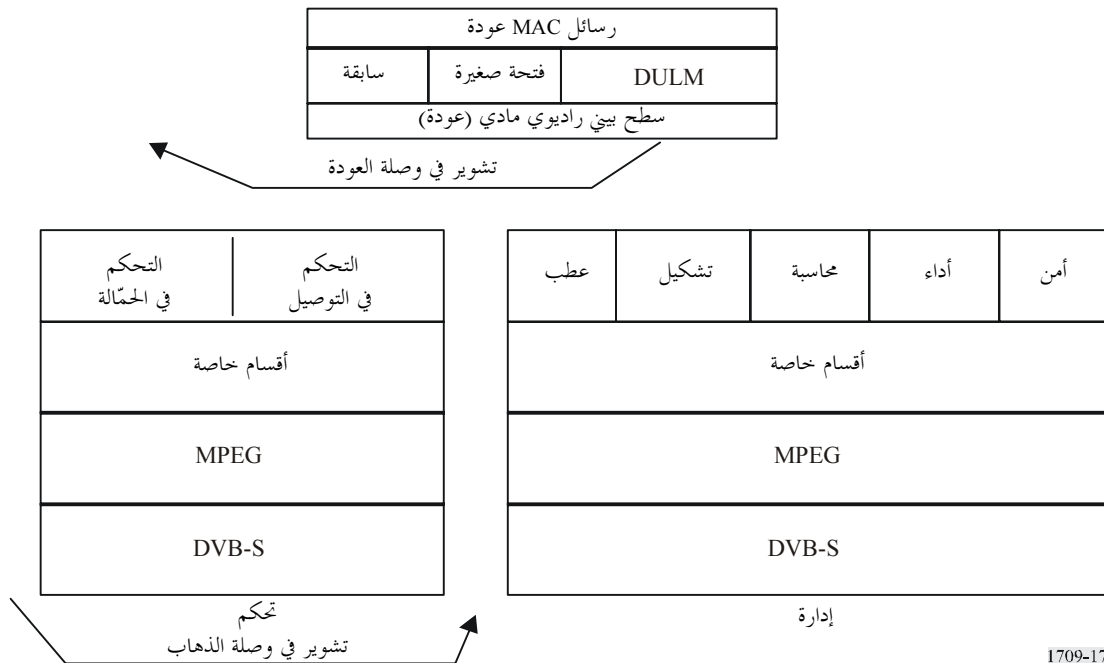 رسائل MAC عودة
سابقة
فتحة صغيرة
DULM
سطح بيني راديوي مادي (عودة)
تشوير في وصلة العودة
التحكم
في الحمّالة
التحكم
في التوصيل
أقسام خاصة
MPEG
DVB-S
تحكم
تشوير في وصلة الذهاب
عطب
تشكيل
محاسبة
أداء
أمن
أقسام خاصة
MPEG
DVB-S
إدارة
1709-17